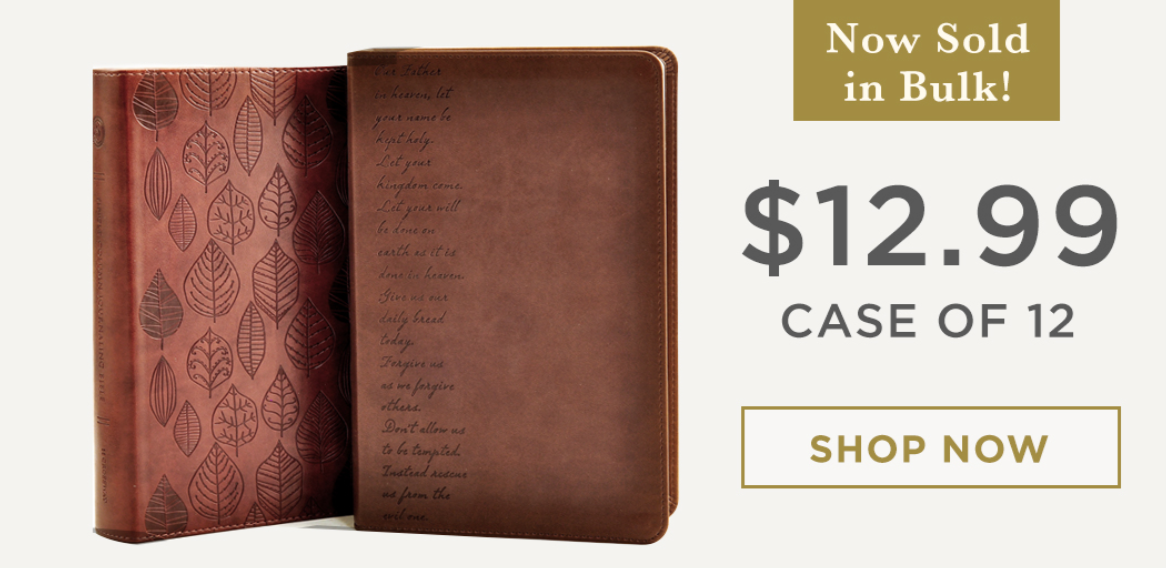 Now Sold
in Bulk!
$12.99
CASE OF 12
SHOP NOW
Our Father
in heaven, let
your name be
kept holy.
Let your
kingdom come.
Let your will
be done on
earth as it is
done in heaven.
Give us our
daily bread
today.
Forgive us
as we forgive
others.
Don't allow us
to be tempted.
Instead rescue
us from the
evil one.